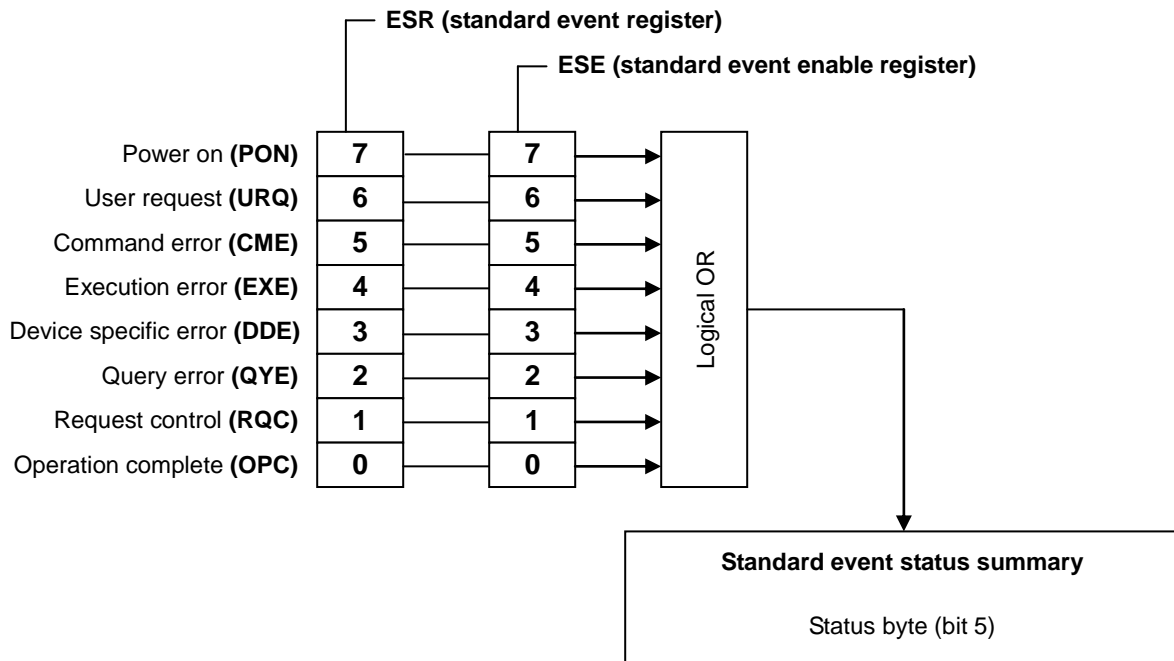 ESR (standard event register)
ESE (standard event enable register)
Power on (PON) 7 7
User request (URQ) 6 6
Command error (CME) 5 5
Execution error (EXE) 4 4
Device specific error (DDE) 3 3
Query error (QYE) 2 2
Request control (RQC) 1 1
Operation complete (OPC) 0 0
Logical OR
Standard event status summary
Status byte (bit 5)